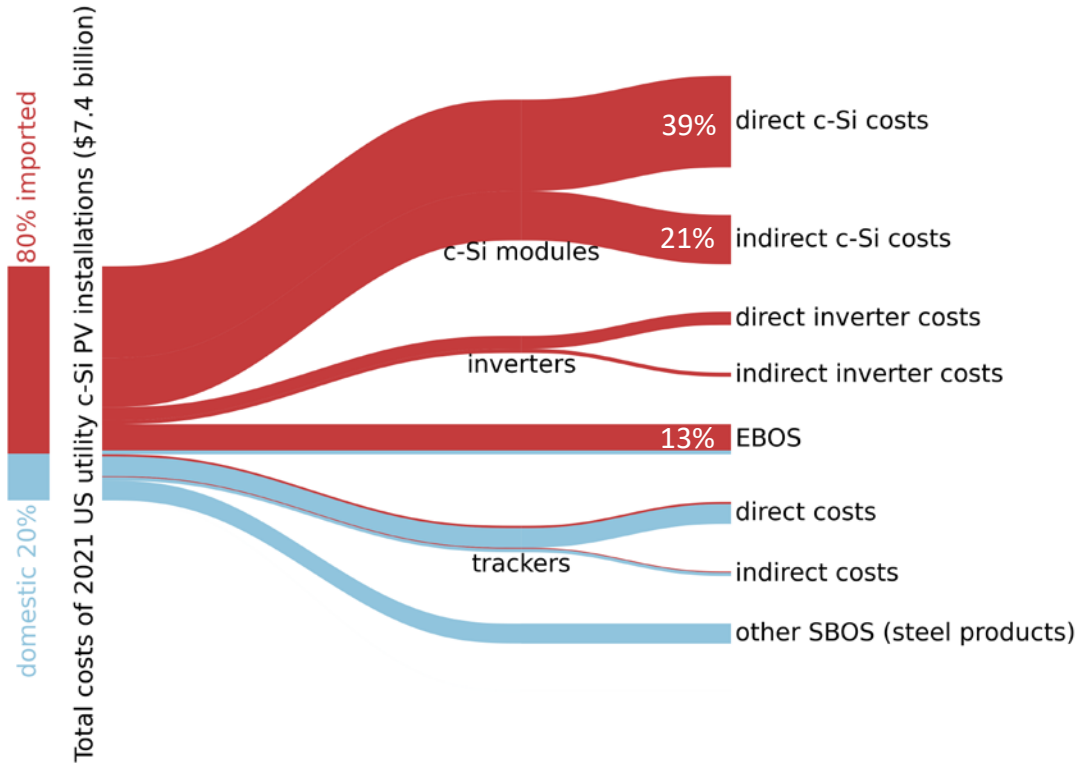 80% imported
domestic 20%
Total costs of 2021 US utility c-Si PV installations ($7.4 billion)
39%
direct c-Si costs
21%
indirect c-Si costs
c-Si modules
direct inverter costs
inverters
indirect inverter costs
13%
EBOS
direct costs
trackers
indirect costs
other SBOS (steel products)